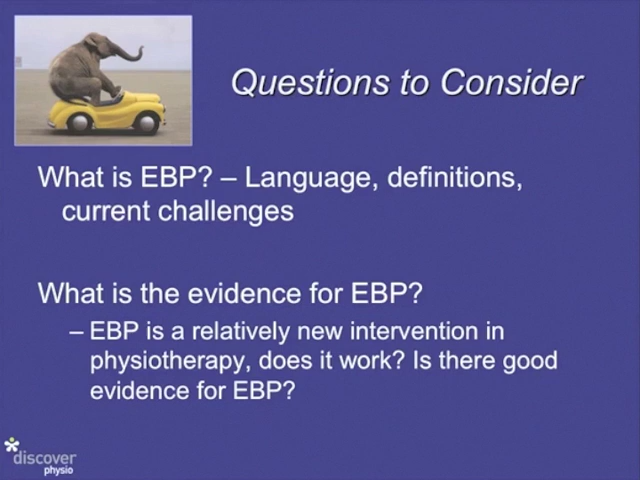 Questions to Consider
What is EBP? – Language, definitions,
current challenges
What is the evidence for EBP?
– EBP is a relatively new intervention in
physiotherapy, does it work? Is there good
evidence for EBP?
discover
physio